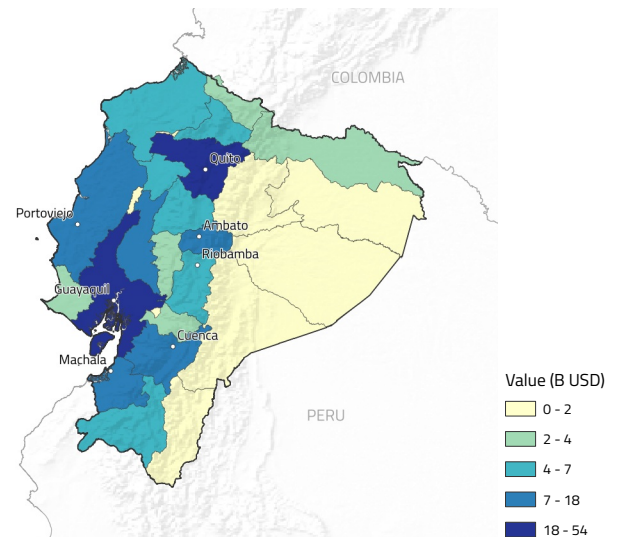 COLOMBIA
Quito
Portoviejo
Ambato
Riobamba
Guayaquil
Cuenca
Machala
PERU
Value (B USD)
0 - 2
2 - 4
4 - 7
7 - 18
18 - 54